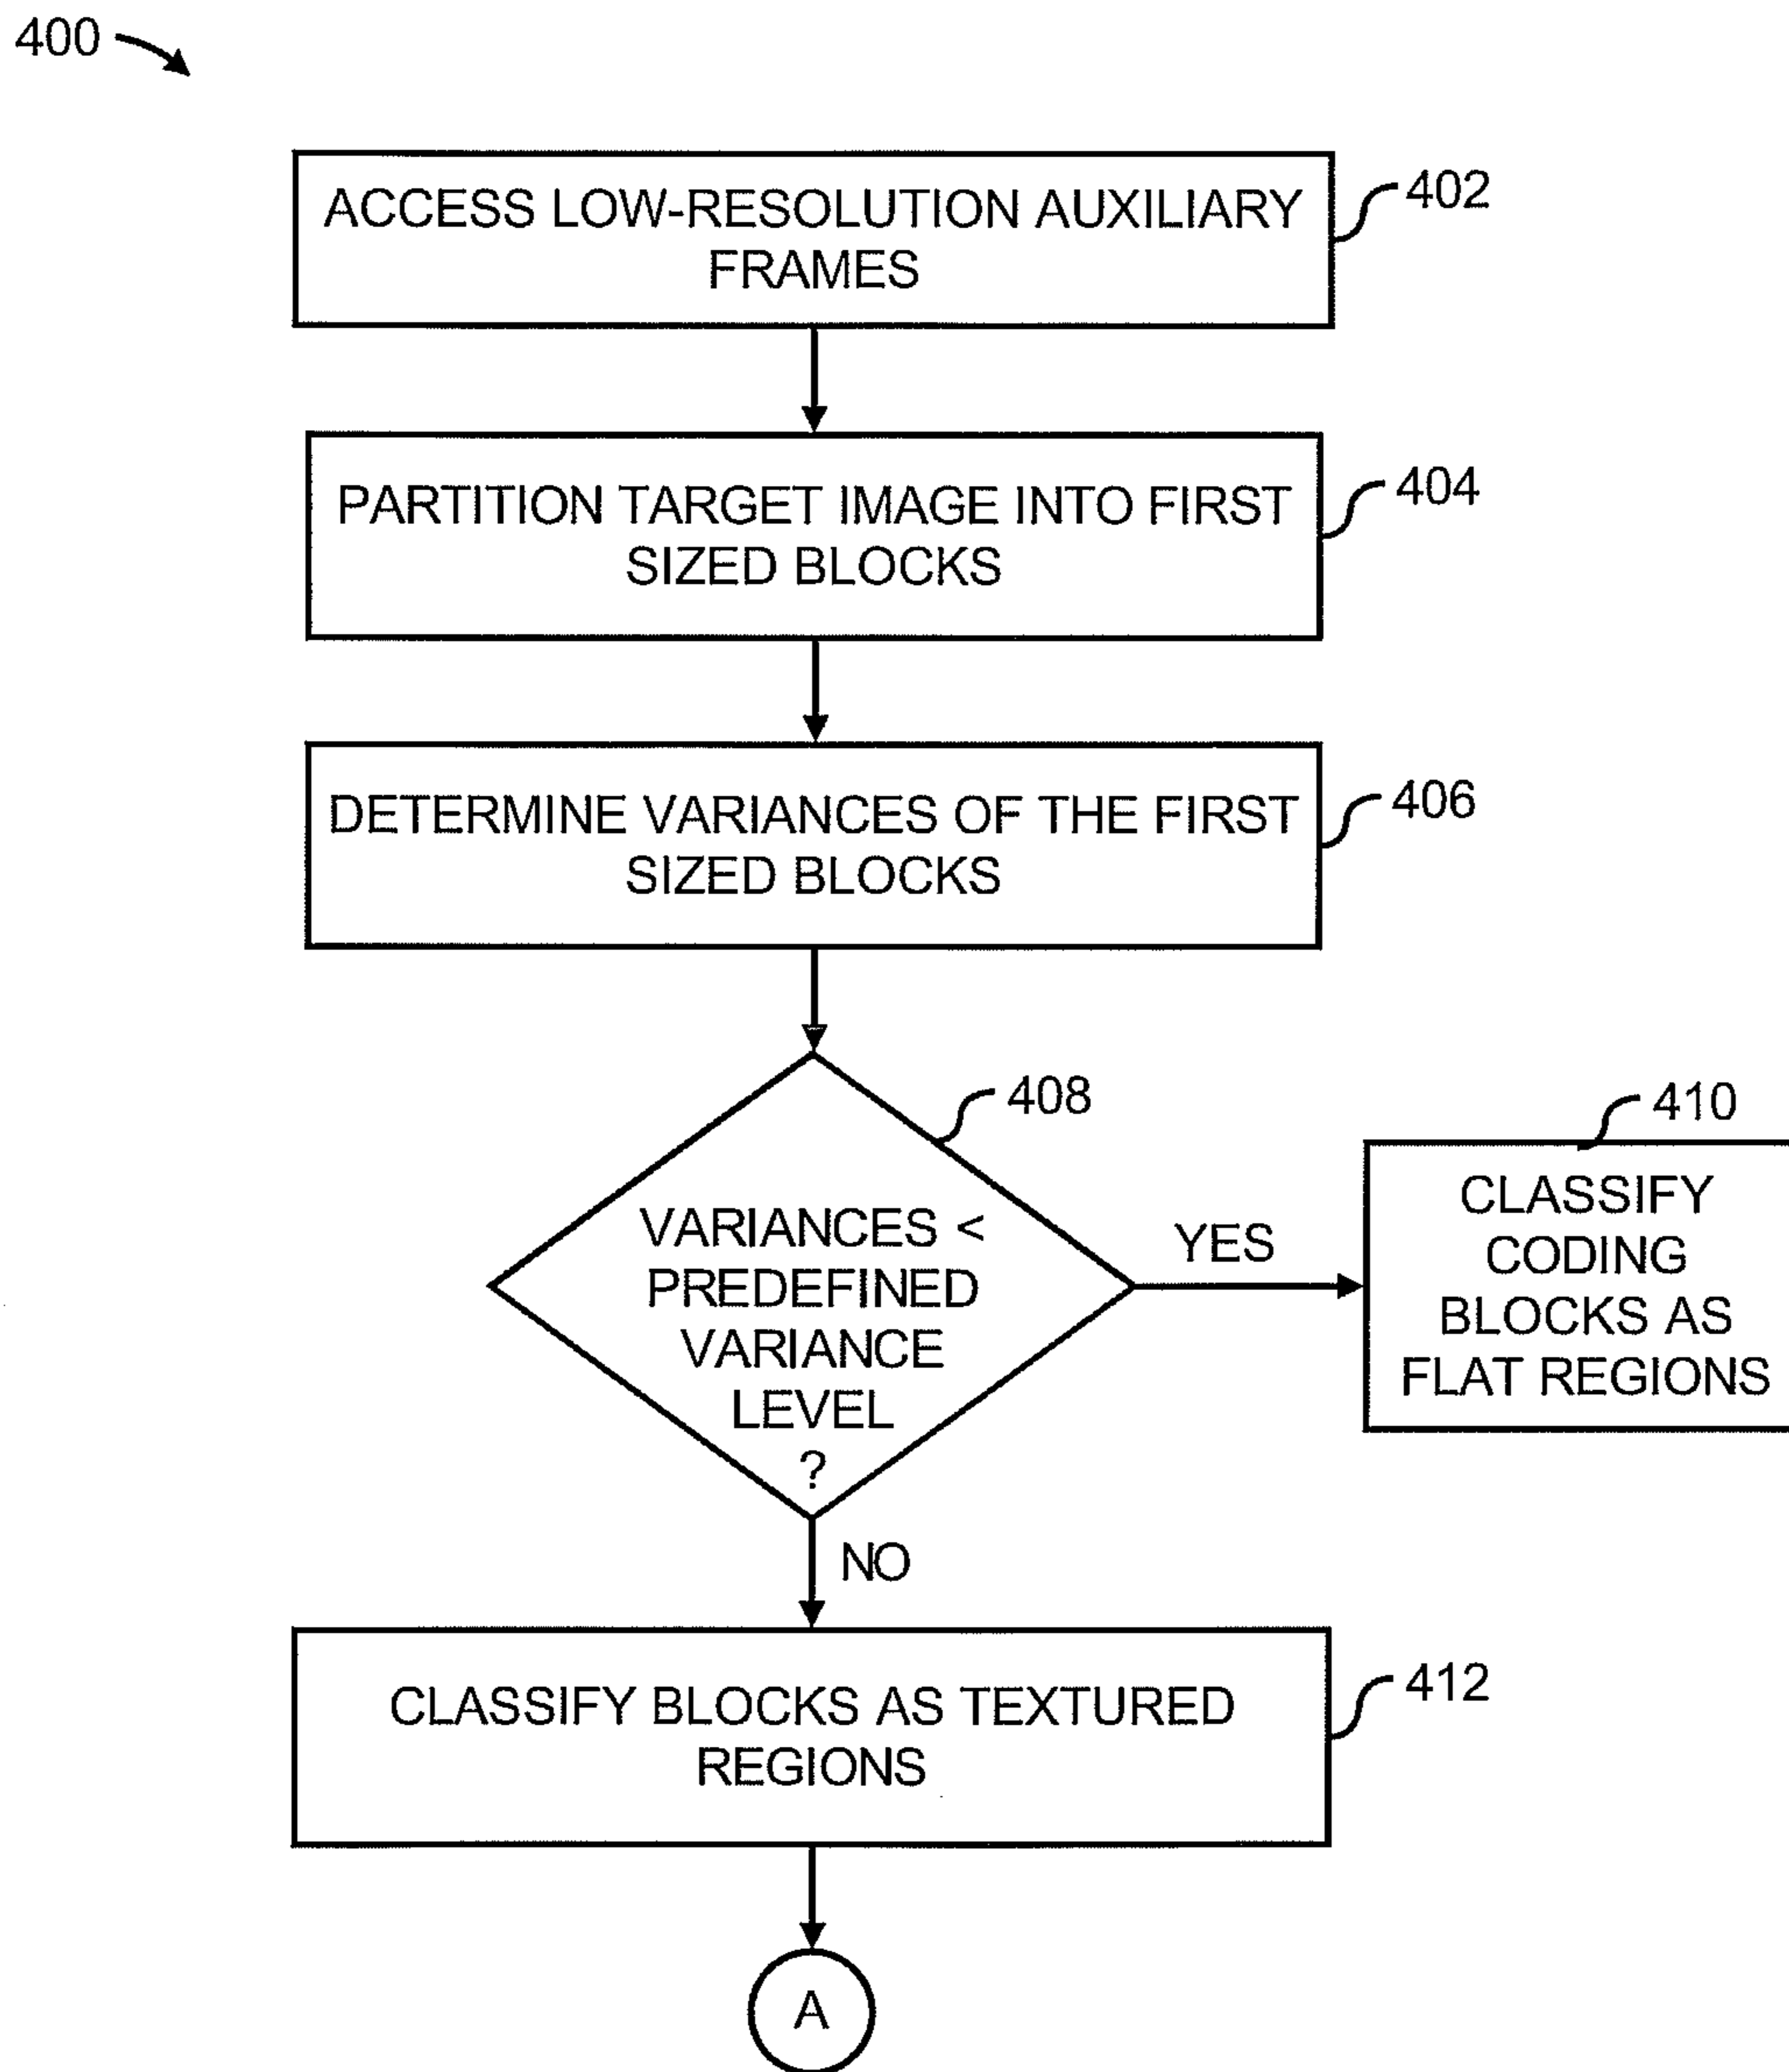 400
ACCESS LOW-RESOLUTION AUXILIARY
FRAMES
402
PARTITION TARGET IMAGE INTO FIRST
SIZED BLOCKS
404
DETERMINE VARIANCES OF THE FIRST
SIZED BLOCKS
406
408
VARIANCES <
PREDEFINED
VARIANCE
LEVEL
?
YES
410
CLASSIFY
CODING
BLOCKS AS
FLAT REGIONS
NO
CLASSIFY BLOCKS AS TEXTURED
REGIONS
412
A